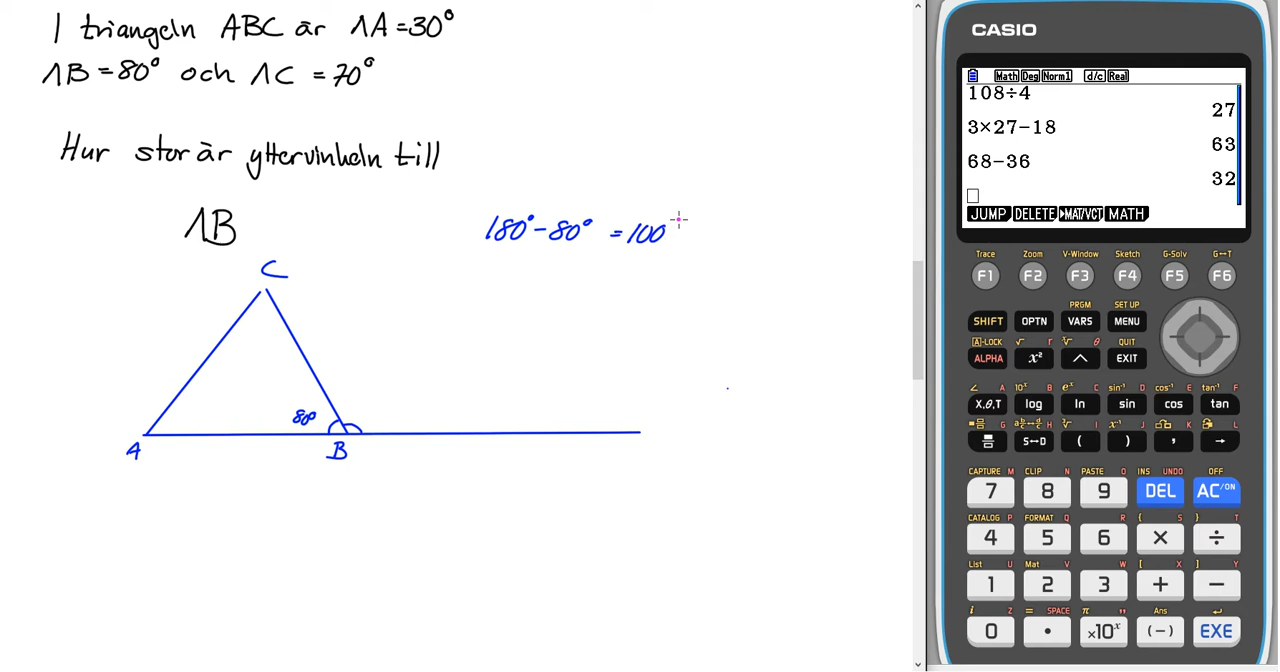 I triangeln ABC är ∧A = 30°
∧B = 80° och ∧C = 70°
Hur stor är yttervinkeln till
∧B
180° - 80° = 100
C
80°
A
B
CASIO
Math Deg Norm1 d/c Real
108÷4
27
3×27-18
63
68-36
32
JUMP DELETE ▶MAT/VCT MATH
Trace Zoom V-Window Sketch G-Solv G↔T
F1 F2 F3 F4 F5 F6
PRGM SET UP
SHIFT OPTN VARS MENU
A-LOCK √ r ∛ θ QUIT
ALPHA x² ^ EXIT
∠ A 10ˣ B eˣ C sin⁻¹ D cos⁻¹ E tan⁻¹ F
X,θ,T log ln sin cos tan
G H I x⁻¹ J K L
S↔D ( ) , →
CAPTURE M CLIP N PASTE O INS UNDO OFF
7 8 9 DEL AC/ON
CATALOG P FORMAT Q R { S } T
4 5 6 × ÷
List U Mat V W [ X ] Y
1 2 3 + −
i Z = SPACE π " Ans ↵
0 • ×10ˣ (−) EXE